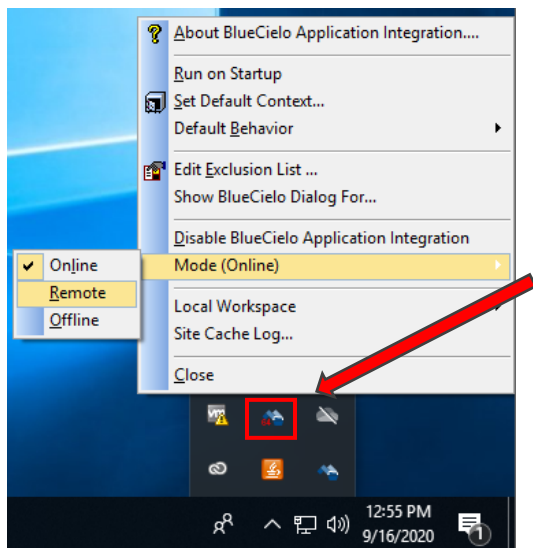 About BlueCielo Application Integration....
Run on Startup
Set Default Context...
Default Behavior
Edit Exclusion List ...
Show BlueCielo Dialog For...
Disable BlueCielo Application Integration
Mode (Online)
Online
Remote
Offline
Local Workspace
Site Cache Log...
Close
12:55 PM
9/16/2020
1